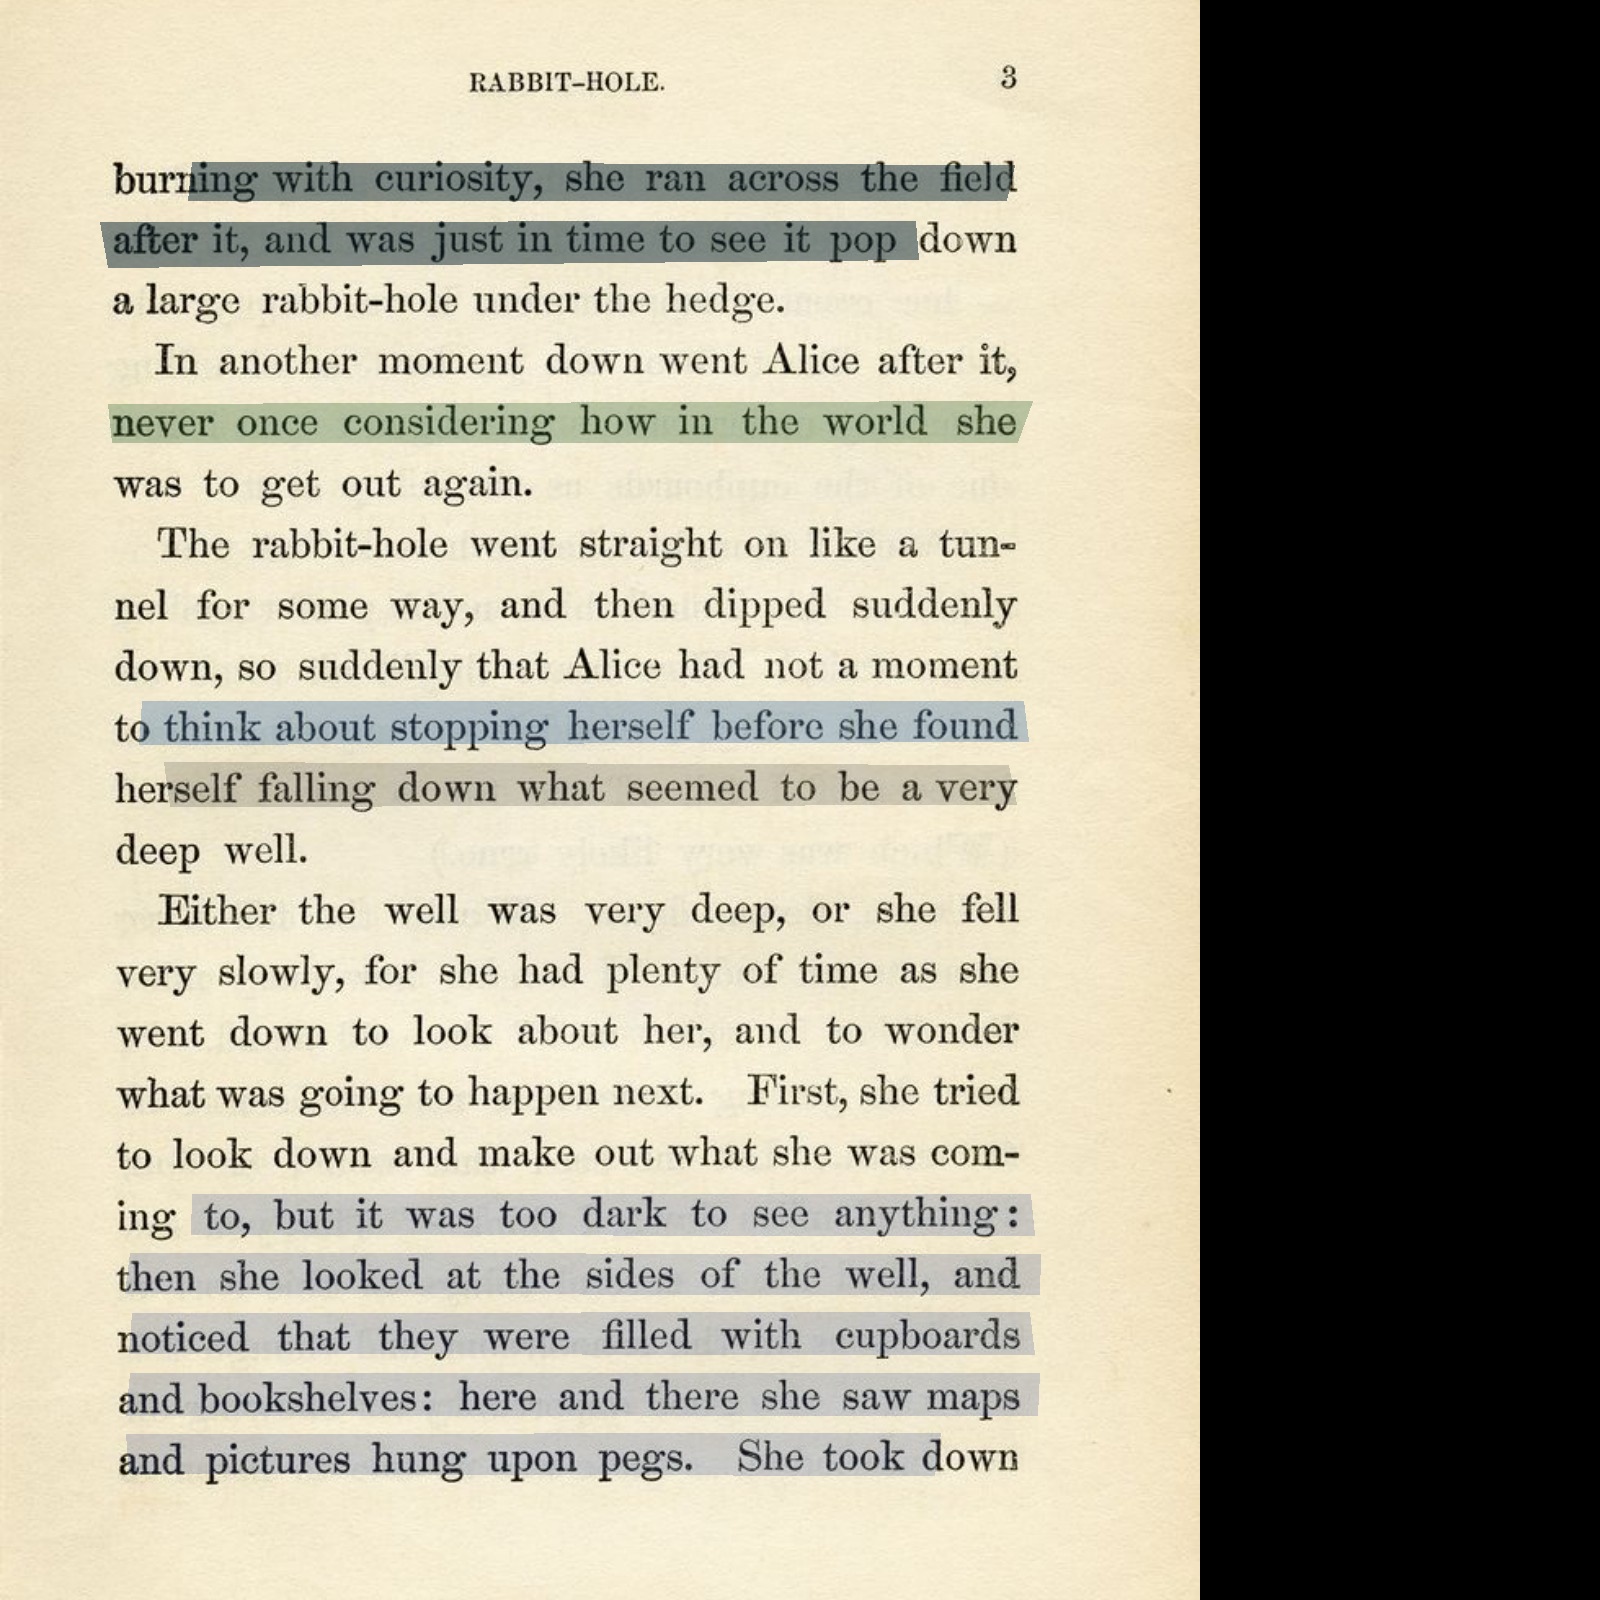 RABBIT-HOLE. 3
burning with curiosity, she ran across the field
after it, and was just in time to see it pop down
a large rabbit-hole under the hedge.
In another moment down went Alice after it,
never once considering how in the world she
was to get out again.
The rabbit-hole went straight on like a tun-
nel for some way, and then dipped suddenly
down, so suddenly that Alice had not a moment
to think about stopping herself before she found
herself falling down what seemed to be a very
deep well.
Either the well was very deep, or she fell
very slowly, for she had plenty of time as she
went down to look about her, and to wonder
what was going to happen next. First, she tried
to look down and make out what she was com-
ing to, but it was too dark to see anything:
then she looked at the sides of the well, and
noticed that they were filled with cupboards
and bookshelves: here and there she saw maps
and pictures hung upon pegs. She took down